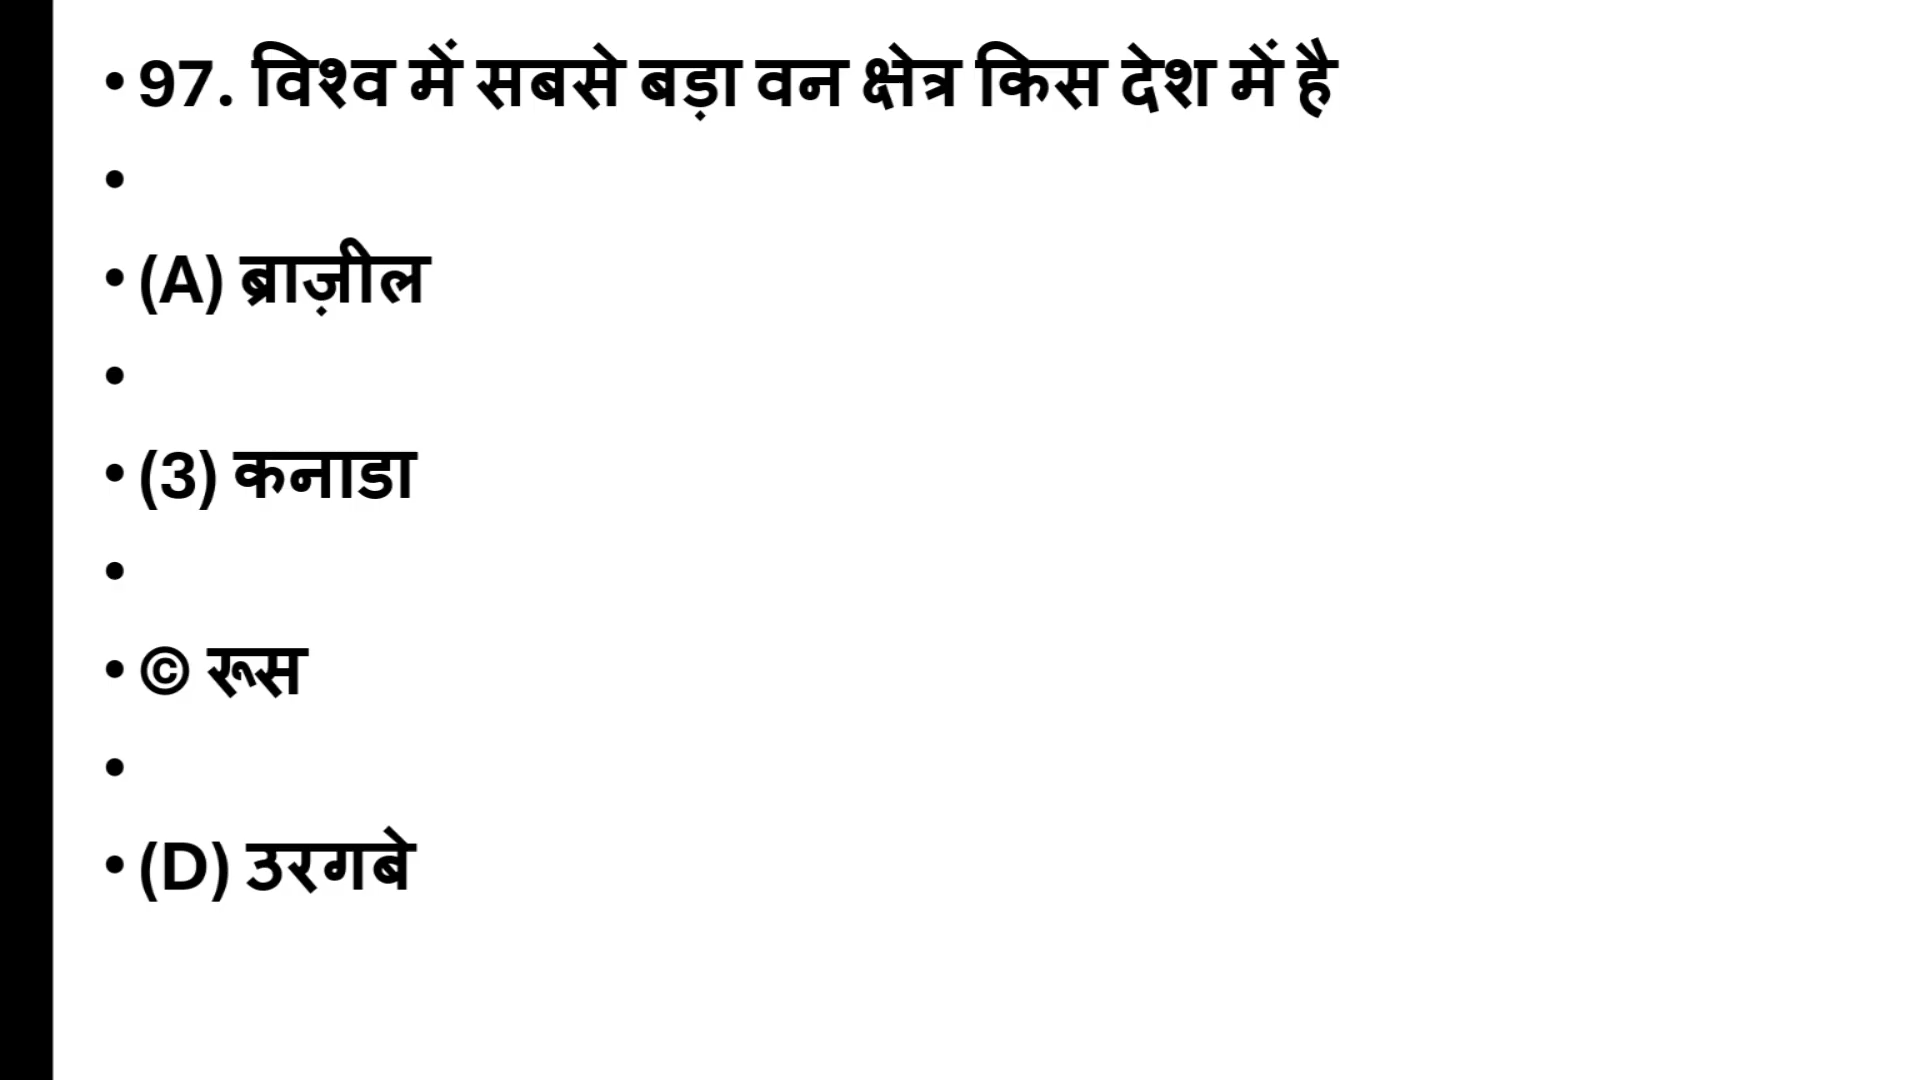 • 97. विश्व में सबसे बड़ा वन क्षेत्र किस देश में है
•
• (A) ब्राज़ील
•
• (3) कनाडा
•
• © रूस
•
• (D) उरगबे